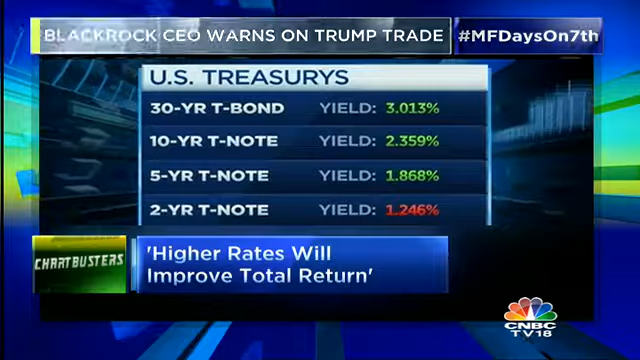 BLACKROCK CEO WARNS ON TRUMP TRADE
#MFDaysOn7th
U.S. TREASURYS
30-YR T-BOND YIELD: 3.013%
10-YR T-NOTE YIELD: 2.359%
5-YR T-NOTE YIELD: 1.868%
2-YR T-NOTE YIELD: 1.246%
CHARTBUSTERS
'Higher Rates Will
Improve Total Return'
CNBC
TV18